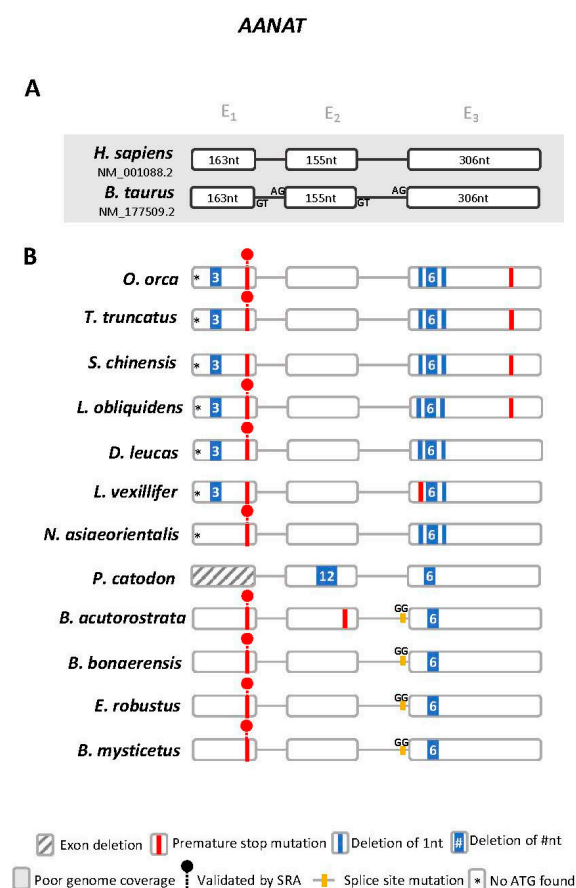 AANAT
A
E1 E2 E3
H. sapiens 163nt 155nt 306nt
NM_001088.2
B. taurus 163nt GT AG 155nt GT AG 306nt
NM_177509.2
B
O. orca * 3 6
T. truncatus * 3 6
S. chinensis * 3 6
L. obliquidens * 3 6
D. leucas * 3 6
L. vexillifer * 3 6
N. asiaeorientalis * 6
P. catodon 12 6
B. acutorostrata GG 6
B. bonaerensis GG 6
E. robustus GG 6
B. mysticetus GG 6
Exon deletion Premature stop mutation Deletion of 1nt # Deletion of #nt
Poor genome coverage Validated by SRA Splice site mutation * No ATG found